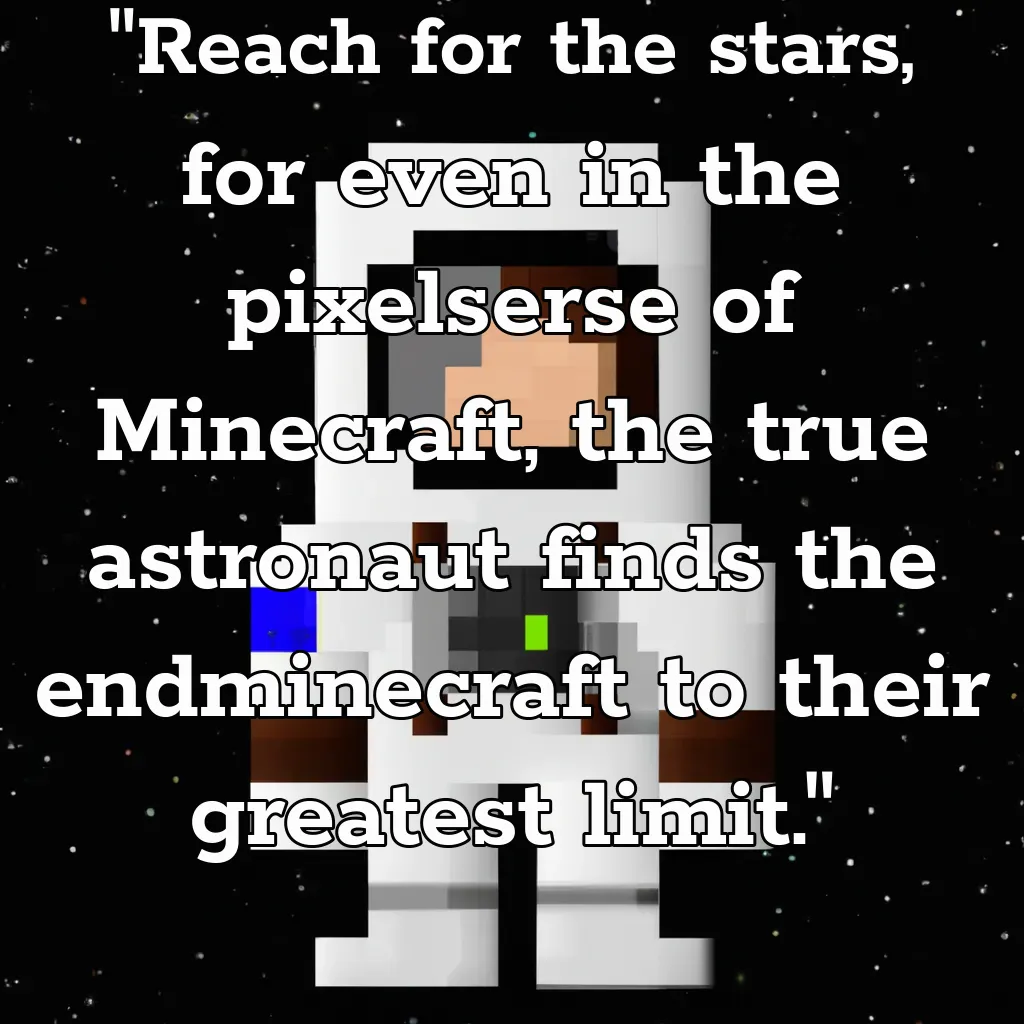 "Reach for the stars,
for even in the
pixelserse of
Minecraft, the true
astronaut finds the
endminecraft to their
greatest limit."